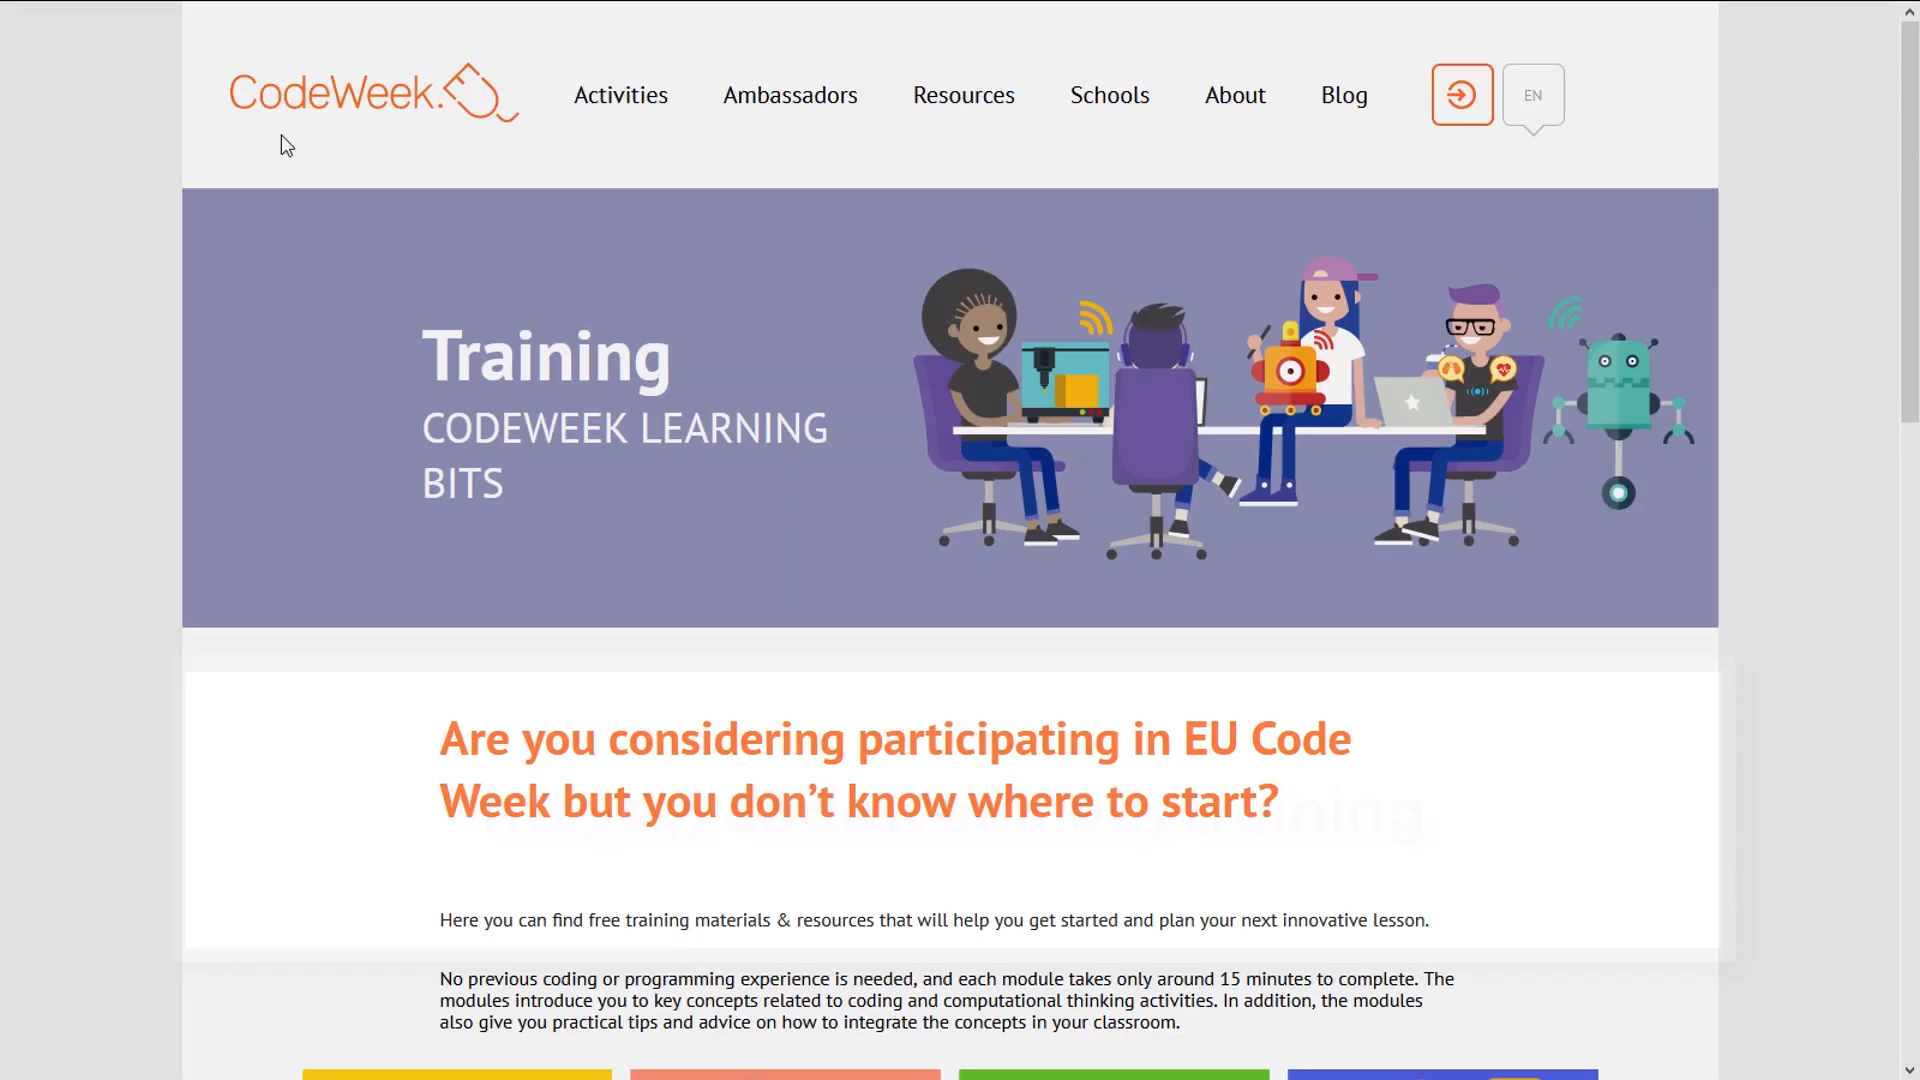 CodeWeek.
Activities Ambassadors Resources Schools About Blog EN
Training
CODEWEEK LEARNING
BITS
Are you considering participating in EU Code
Week but you don’t know where to start?
Here you can find free training materials & resources that will help you get started and plan your next innovative lesson.
No previous coding or programming experience is needed, and each module takes only around 15 minutes to complete. The
modules introduce you to key concepts related to coding and computational thinking activities. In addition, the modules
also give you practical tips and advice on how to integrate the concepts in your classroom.